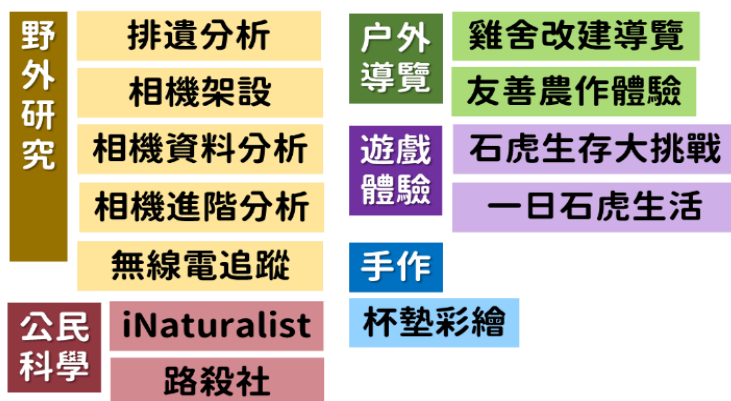 野外研究
排遺分析
相機架設
相機資料分析
相機進階分析
無線電追蹤
公民科學
iNaturalist
路殺社
户外導覽
雞舍改建導覽
友善農作體驗
遊戲體驗
石虎生存大挑戰
一日石虎生活
手作
杯墊彩繪